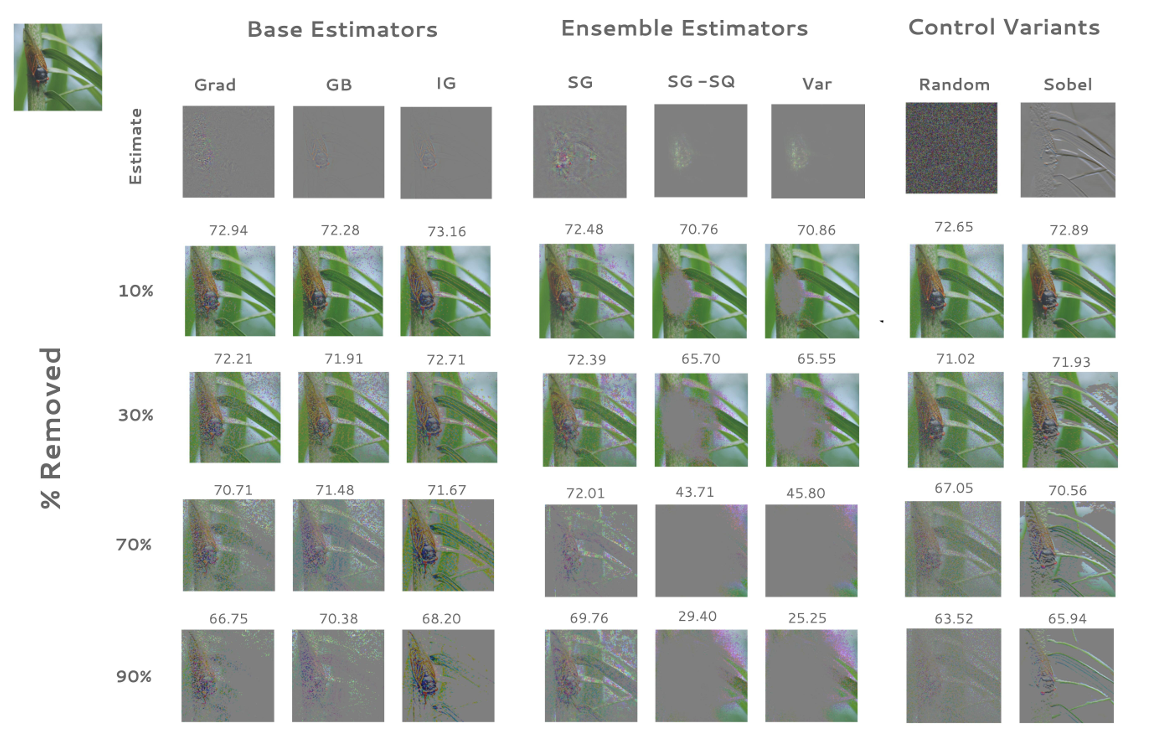 Base Estimators Ensemble Estimators Control Variants
Grad GB IG SG SG-SQ Var Random Sobel
Estimate
72.94 72.28 73.16 72.48 70.76 70.86 72.65 72.89
10%
72.21 71.91 72.71 72.39 65.70 65.55 71.02 71.93
30%
% Removed
70.71 71.48 71.67 72.01 43.71 45.80 67.05 70.56
70%
66.75 70.38 68.20 69.76 29.40 25.25 63.52 65.94
90%